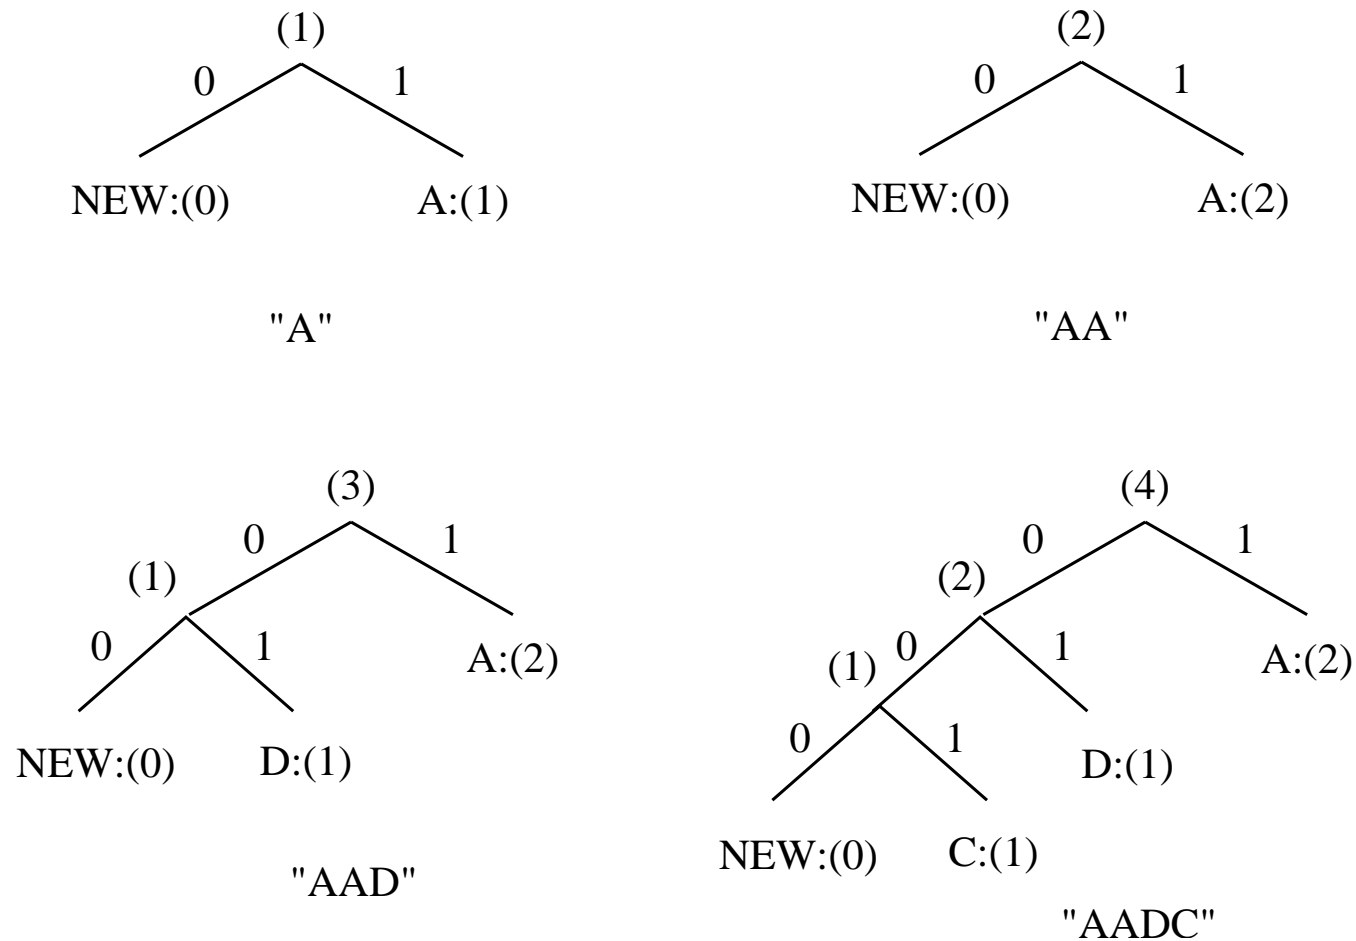 (1)
0 1
NEW:(0) A:(1)
"A"
(2)
0 1
NEW:(0) A:(2)
"AA"
(3)
0 1
(1)
0 1
A:(2)
NEW:(0) D:(1)
"AAD"
(4)
0 1
(2)
0 1
A:(2)
(1)
0 1
D:(1)
NEW:(0) C:(1)
"AADC"